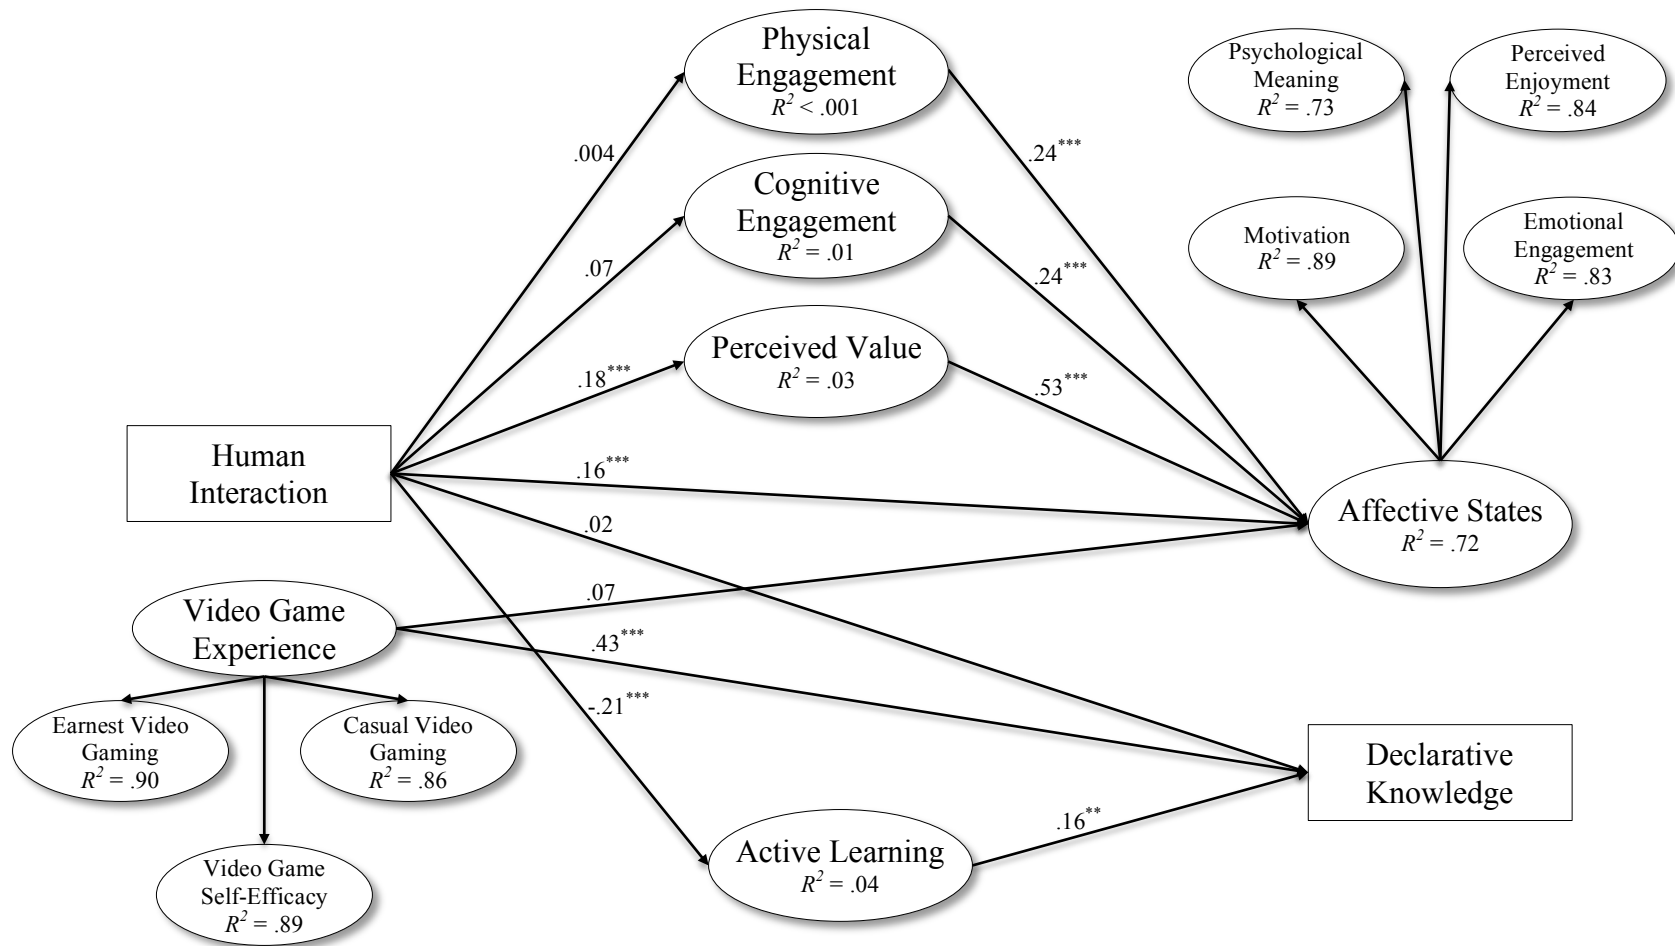 Physical
Engagement
R² < .001
Psychological
Meaning
R² = .73
Perceived
Enjoyment
R² = .84
.004
.24***
Cognitive
Engagement
R² = .01
Motivation
R² = .89
Emotional
Engagement
R² = .83
.07
.24***
Perceived Value
R² = .03
.18***
.53***
Human
Interaction
.16***
Affective States
R² = .72
.02
.07
Video Game
Experience
.43***
-.21***
Earnest Video
Gaming
R² = .90
Casual Video
Gaming
R² = .86
Declarative
Knowledge
.16**
Active Learning
R² = .04
Video Game
Self-Efficacy
R² = .89